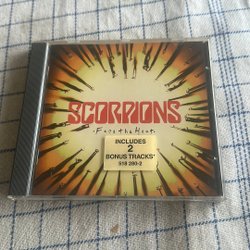 SCORPIONS
Face the Heat
INCLUDES
2
BONUS TRACKS*
518 280-2